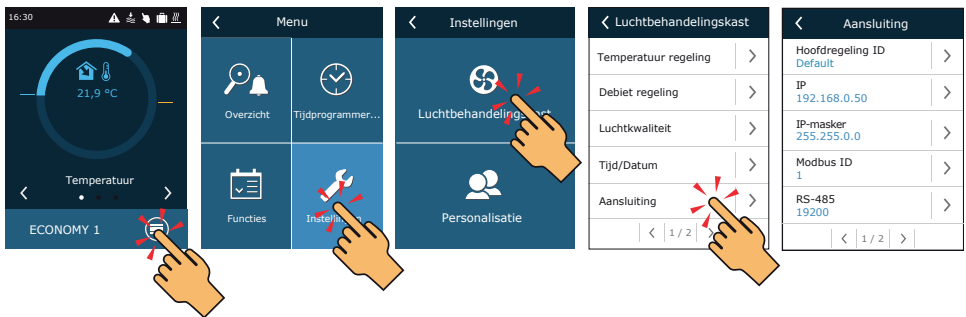 16:30
21,9 °C
Temperatuur
ECONOMY 1
Menu
Overzicht
Tijdprogrammer...
Functies
Instellingen
Instellingen
Luchtbehandelingskast
Personalisatie
Luchtbehandelingskast
Temperatuur regeling
Debiet regeling
Luchtkwaliteit
Tijd/Datum
Aansluiting
1 / 2
Aansluiting
Hoofdregeling ID
Default
IP
192.168.0.50
IP-masker
255.255.0.0
Modbus ID
1
RS-485
19200
1 / 2